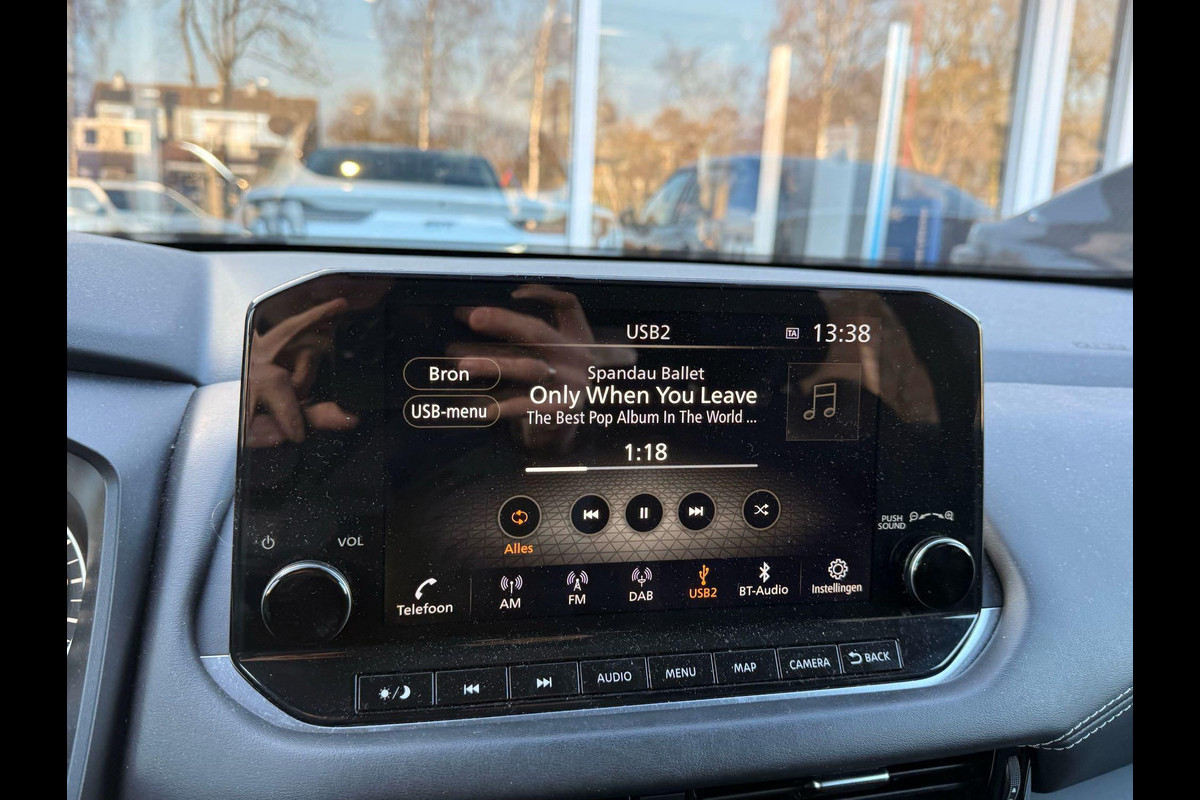 USB2
TA 13:38
Bron
USB-menu
Spandau Ballet
Only When You Leave
The Best Pop Album In The World ...
1:18
Alles
VOL
PUSH
SOUND
Telefoon
AM
FM
DAB
USB2
BT-Audio
Instellingen
AUDIO
MENU
MAP
CAMERA
BACK